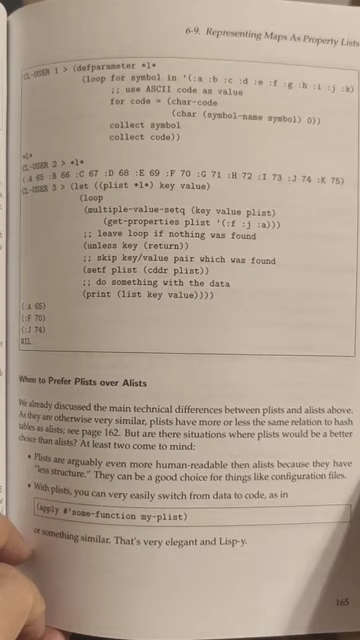 6-9. Representing Maps As Property Lists
CL-USER 1 > (defparameter *l*
(loop for symbol in '(:a :b :c :d :e :f :g :h :i :j :k)
;; use ASCII code as value
for code = (char-code
(char (symbol-name symbol) 0))
collect symbol
collect code))
*l*
CL-USER 2 > *l*
(:A 65 :B 66 :C 67 :D 68 :E 69 :F 70 :G 71 :H 72 :I 73 :J 74 :K 75)
CL-USER 3 > (let ((plist *l*) key value)
(loop
(multiple-value-setq (key value plist)
(get-properties plist '(:f :j :a)))
;; leave loop if nothing was found
(unless key (return))
;; skip key/value pair which was found
(setf plist (cddr plist))
;; do something with the data
(print (list key value))))
(:A 65)
(:F 70)
(:J 74)
NIL
When to Prefer Plists over Alists
We already discussed the main technical differences between plists and alists above.
As they are otherwise very similar, plists have more or less the same relation to hash
tables as alists; see page 162. But are there situations where plists would be a better
choice than alists? At least two come to mind:
• Plists are arguably even more human-readable then alists because they have
"less structure." They can be a good choice for things like configuration files.
• With plists, you can very easily switch from data to code, as in
(apply #'some-function my-plist)
or something similar. That's very elegant and Lisp-y.
165